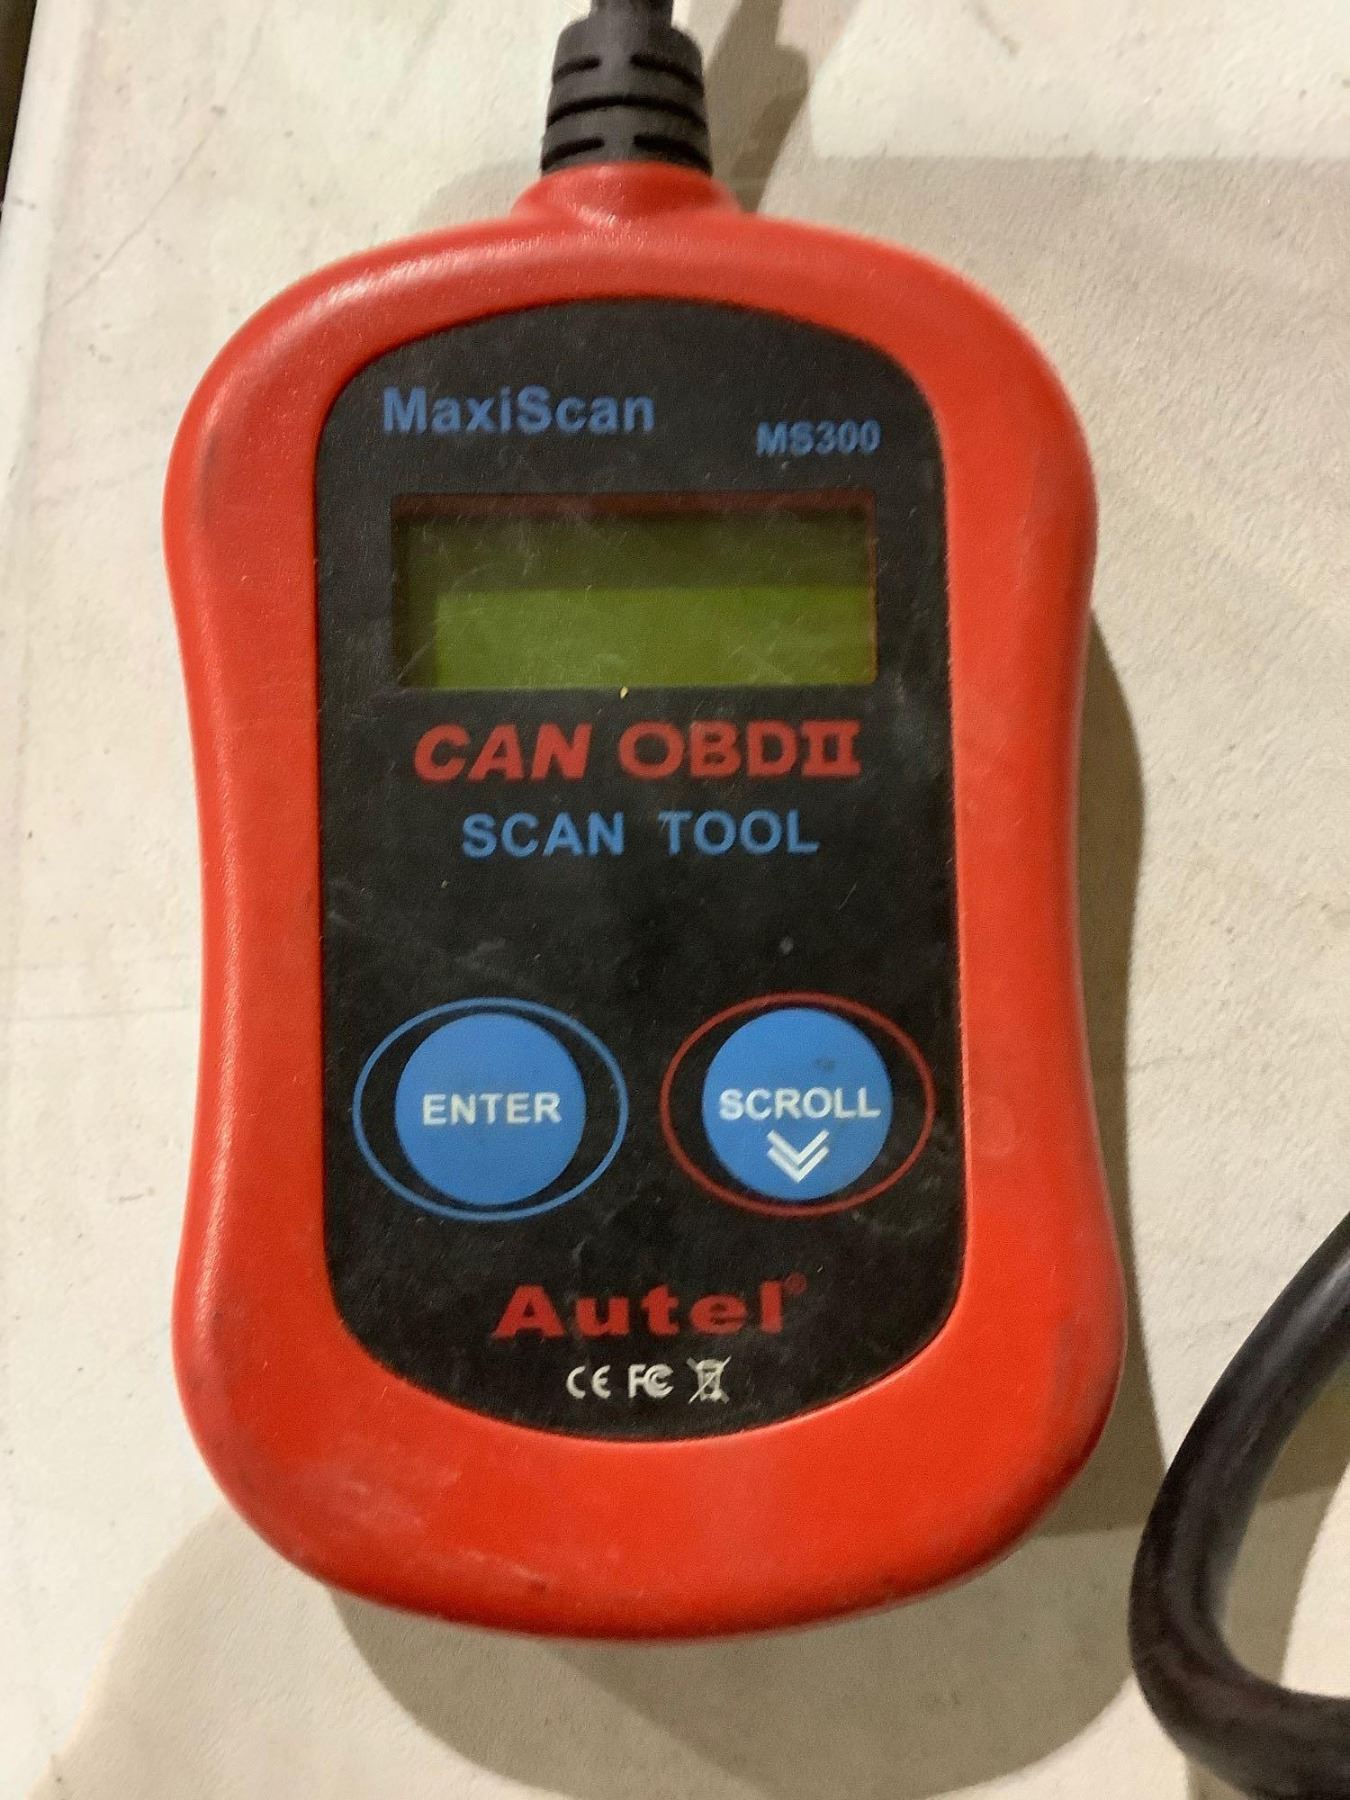 MaxiScan
MS300
CAN OBDII
SCAN TOOL
ENTER
SCROLL
Autel®
CE FC